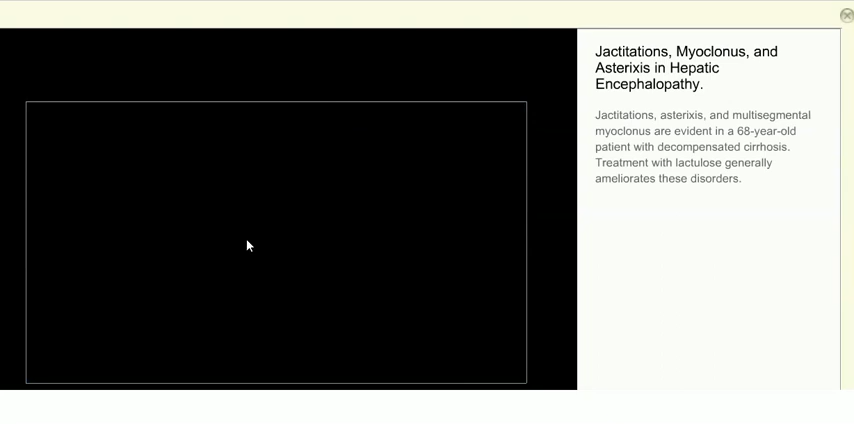 Jactitations, Myoclonus, and
Asterixis in Hepatic
Encephalopathy.
Jactitations, asterixis, and multisegmental
myoclonus are evident in a 68-year-old
patient with decompensated cirrhosis.
Treatment with lactulose generally
ameliorates these disorders.